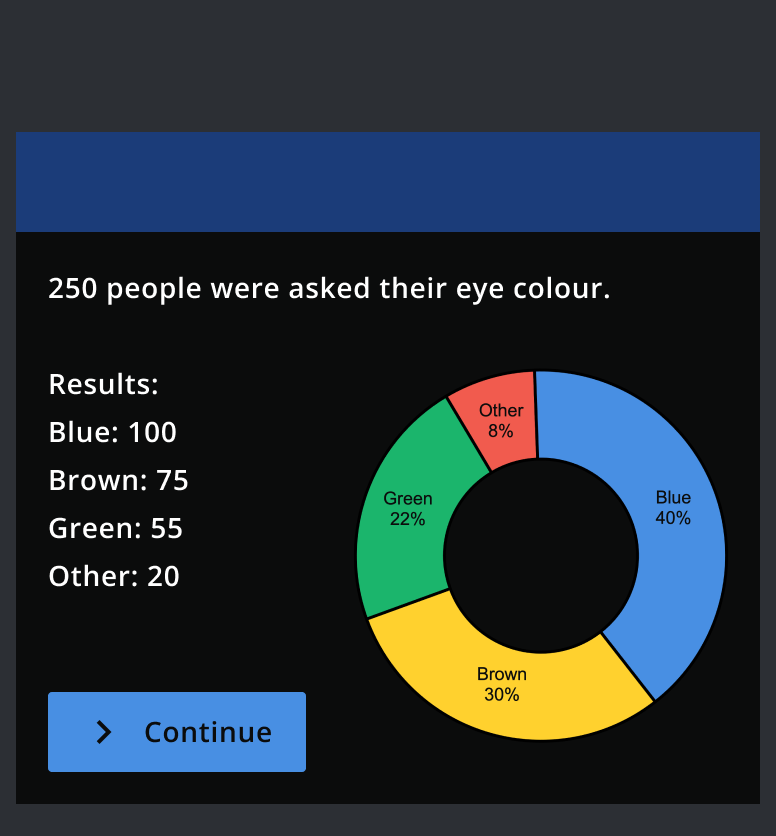 250 people were asked their eye colour.
Results:
Blue: 100
Brown: 75
Green: 55
Other: 20
Other
8%
Blue
40%
Green
22%
Brown
30%
Continue